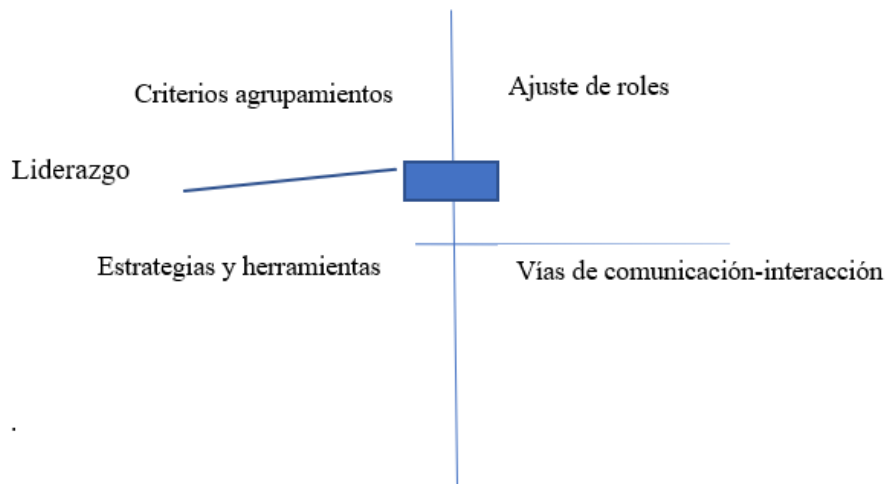 Criterios agrupamientos
Ajuste de roles
Liderazgo
Estrategias y herramientas
Vías de comunicación-interacción
.